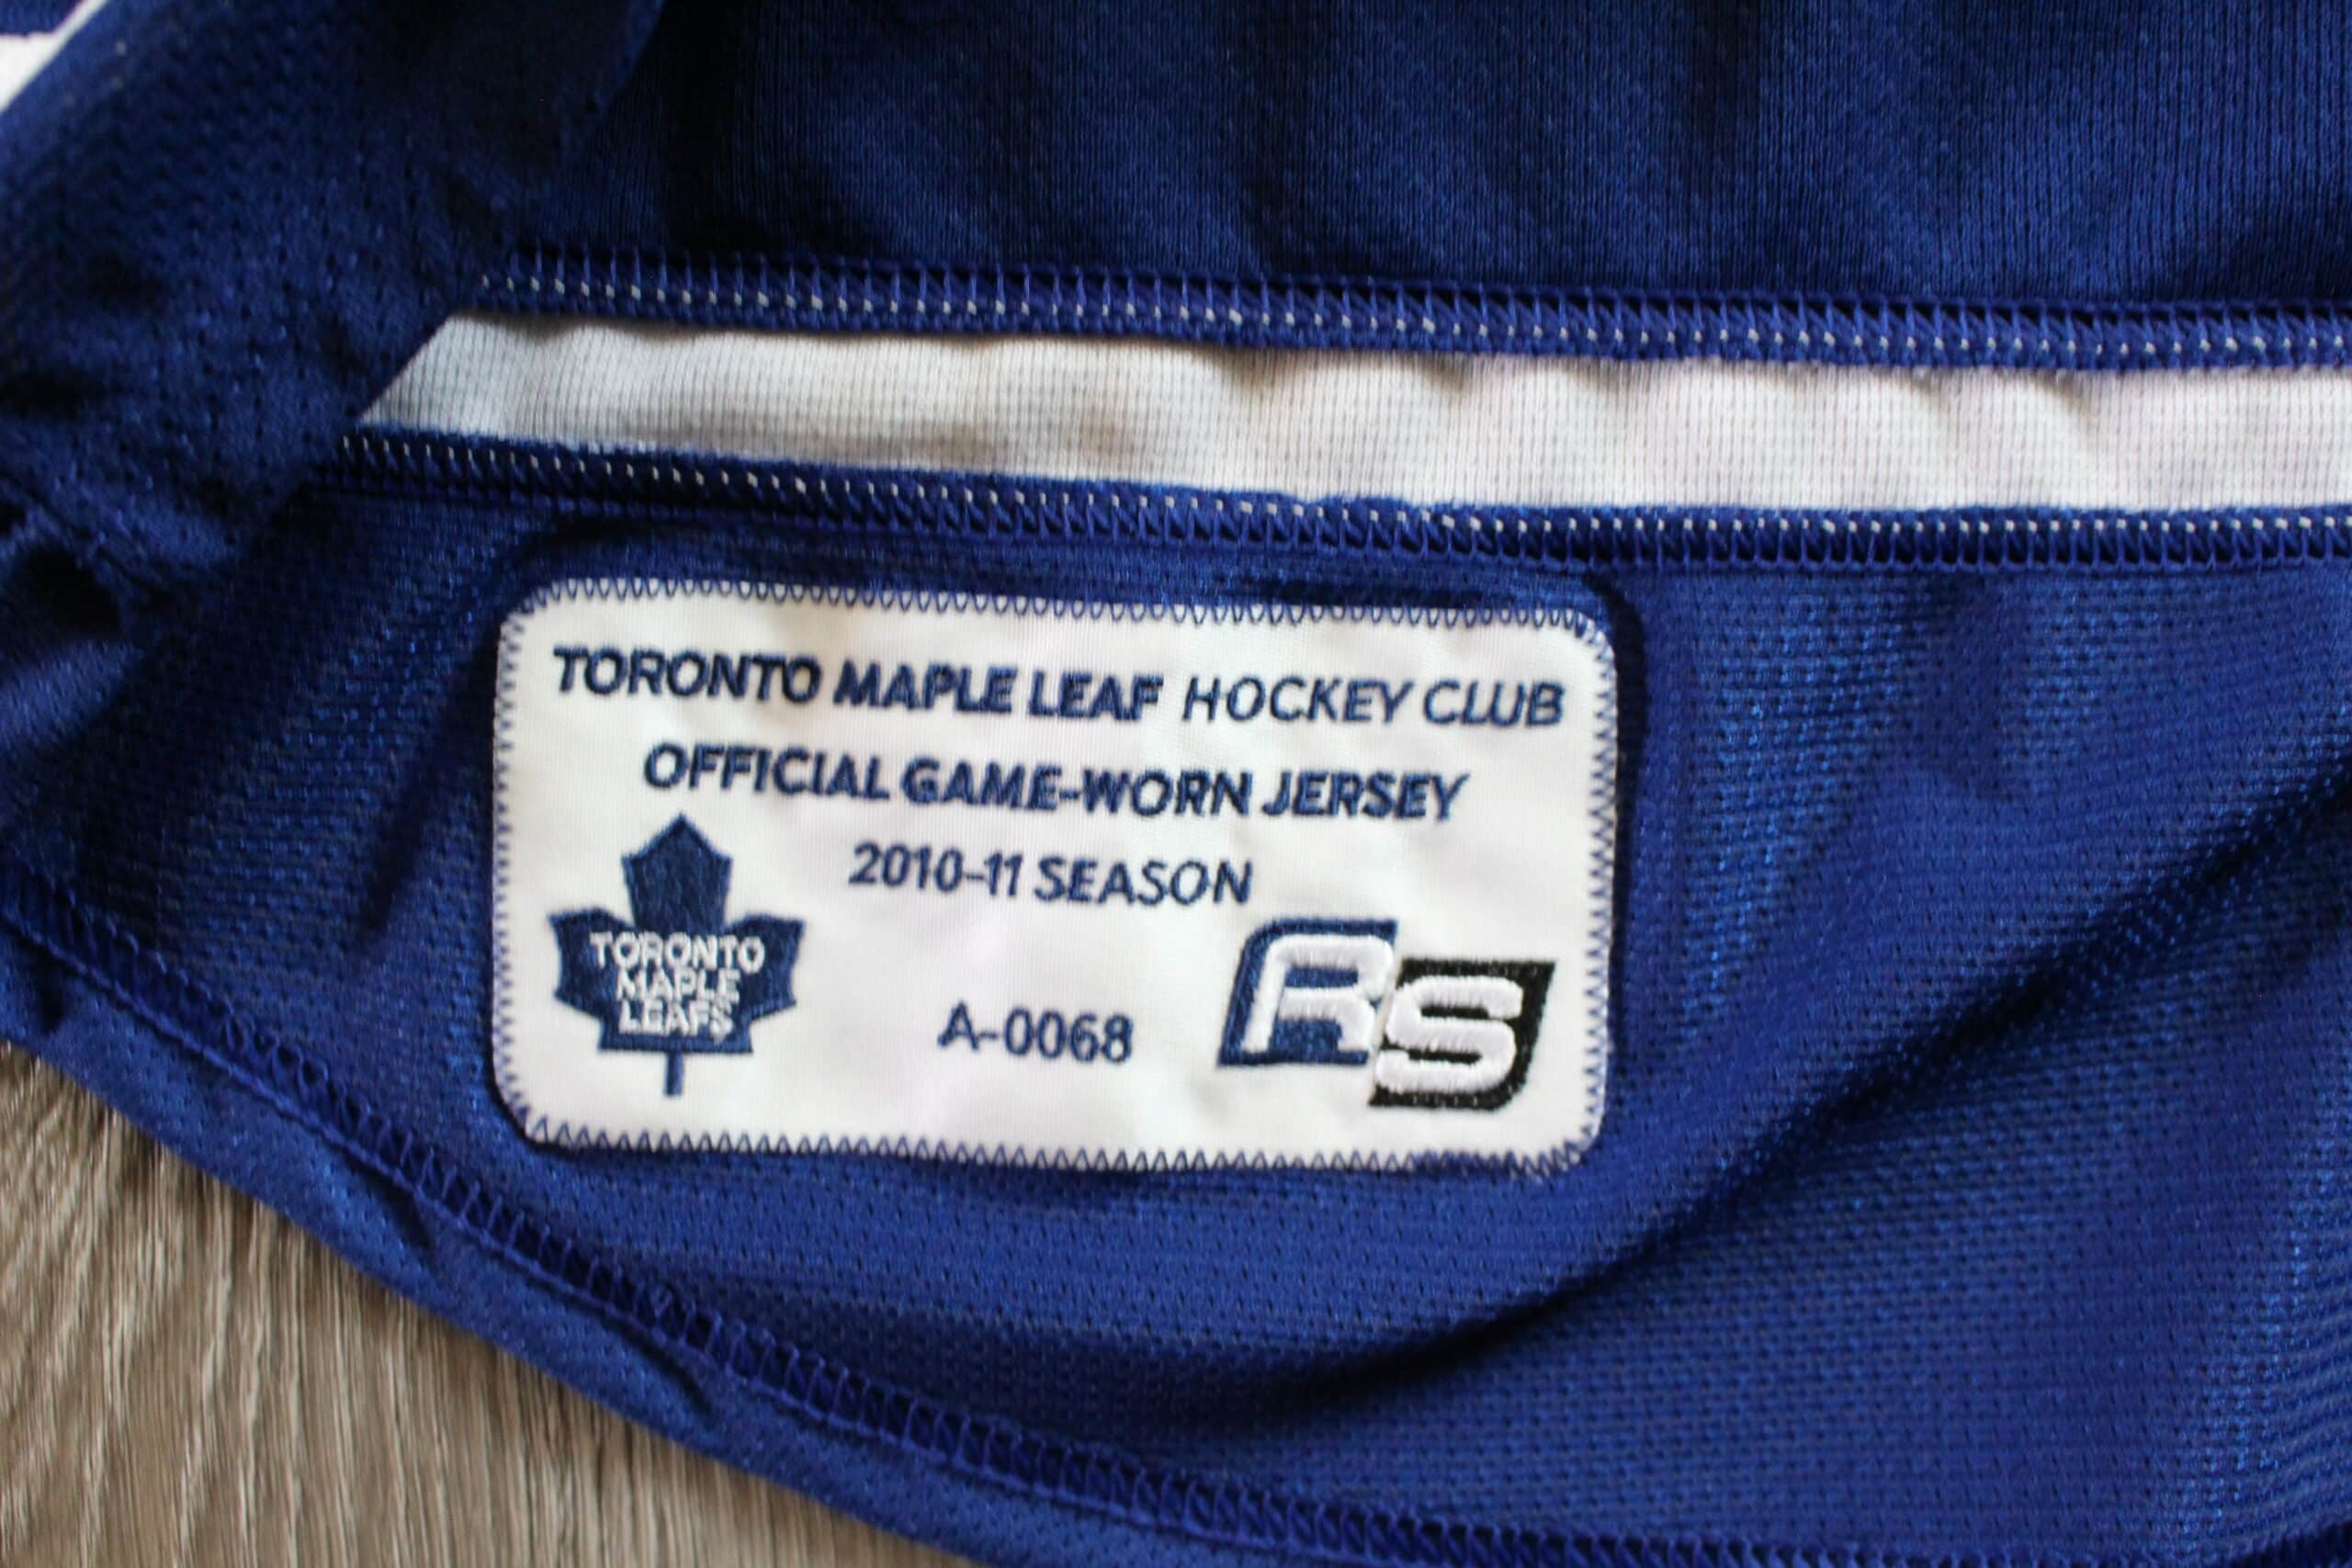 TORONTO MAPLE LEAF HOCKEY CLUB
OFFICIAL GAME-WORN JERSEY
2010-11 SEASON
TORONTO
MAPLE
LEAFS
A-0068
RS